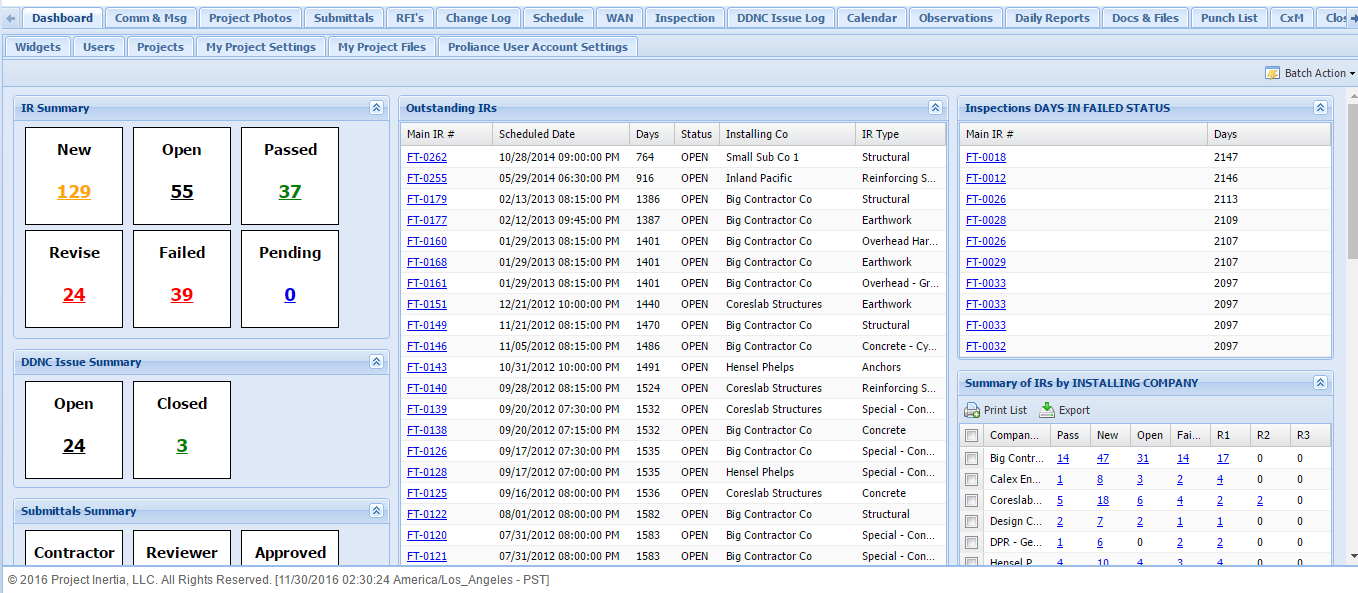 Dashboard Comm & Msg Project Photos Submittals RFI's Change Log Schedule WAN Inspection DDNC Issue Log Calendar Observations Daily Reports Docs & Files Punch List CxM Clos
Widgets Users Projects My Project Settings My Project Files Proliance User Account Settings
Batch Action
IR Summary
New Open Passed
129 55 37
Revise Failed Pending
24 39 0
DDNC Issue Summary
Open Closed
24 3
Submittals Summary
Contractor Reviewer Approved
Outstanding IRs
Main IR # Scheduled Date Days Status Installing Co IR Type
FT-0262 10/28/2014 09:00:00 PM 764 OPEN Small Sub Co 1 Structural
FT-0255 05/29/2014 06:30:00 PM 916 OPEN Inland Pacific Reinforcing S...
FT-0179 02/13/2013 08:15:00 PM 1386 OPEN Big Contractor Co Structural
FT-0177 02/12/2013 09:45:00 PM 1387 OPEN Big Contractor Co Earthwork
FT-0160 01/29/2013 08:15:00 PM 1401 OPEN Big Contractor Co Overhead Har...
FT-0168 01/29/2013 08:15:00 PM 1401 OPEN Big Contractor Co Earthwork
FT-0161 01/29/2013 08:15:00 PM 1401 OPEN Big Contractor Co Overhead - Gr...
FT-0151 12/21/2012 10:00:00 PM 1440 OPEN Coreslab Structures Earthwork
FT-0149 11/21/2012 08:15:00 PM 1470 OPEN Big Contractor Co Structural
FT-0146 11/05/2012 08:15:00 PM 1486 OPEN Big Contractor Co Concrete - Cy...
FT-0143 10/31/2012 10:00:00 PM 1491 OPEN Hensel Phelps Anchors
FT-0140 09/28/2012 08:15:00 PM 1524 OPEN Coreslab Structures Reinforcing S...
FT-0139 09/20/2012 07:30:00 PM 1532 OPEN Coreslab Structures Special - Con...
FT-0138 09/20/2012 07:15:00 PM 1532 OPEN Big Contractor Co Concrete
FT-0126 09/17/2012 07:30:00 PM 1535 OPEN Big Contractor Co Special - Con...
FT-0128 09/17/2012 07:00:00 PM 1535 OPEN Hensel Phelps Special - Con...
FT-0125 09/16/2012 08:00:00 PM 1536 OPEN Coreslab Structures Concrete
FT-0122 08/01/2012 08:00:00 PM 1582 OPEN Big Contractor Co Structural
FT-0120 07/31/2012 08:00:00 PM 1583 OPEN Big Contractor Co Special - Con...
FT-0121 07/31/2012 08:00:00 PM 1583 OPEN Big Contractor Co Special - Con...
Inspections DAYS IN FAILED STATUS
Main IR # Days
FT-0018 2147
FT-0012 2146
FT-0026 2113
FT-0028 2109
FT-0026 2107
FT-0029 2107
FT-0033 2097
FT-0033 2097
FT-0033 2097
FT-0032 2097
Summary of IRs by INSTALLING COMPANY
Print List Export
Compan... Pass New Open Fai... R1 R2 R3
Big Contr... 14 47 31 14 17 0 0
Calex En... 1 8 3 2 4 0 0
Coreslab... 5 18 6 4 2 2 0
Design C... 2 7 2 1 1 0 0
DPR - Ge... 1 6 0 2 2 0 0
Hensel P... 4 10 4 3 4 0 0
© 2016 Project Inertia, LLC. All Rights Reserved. [11/30/2016 02:30:24 America/Los_Angeles - PST]